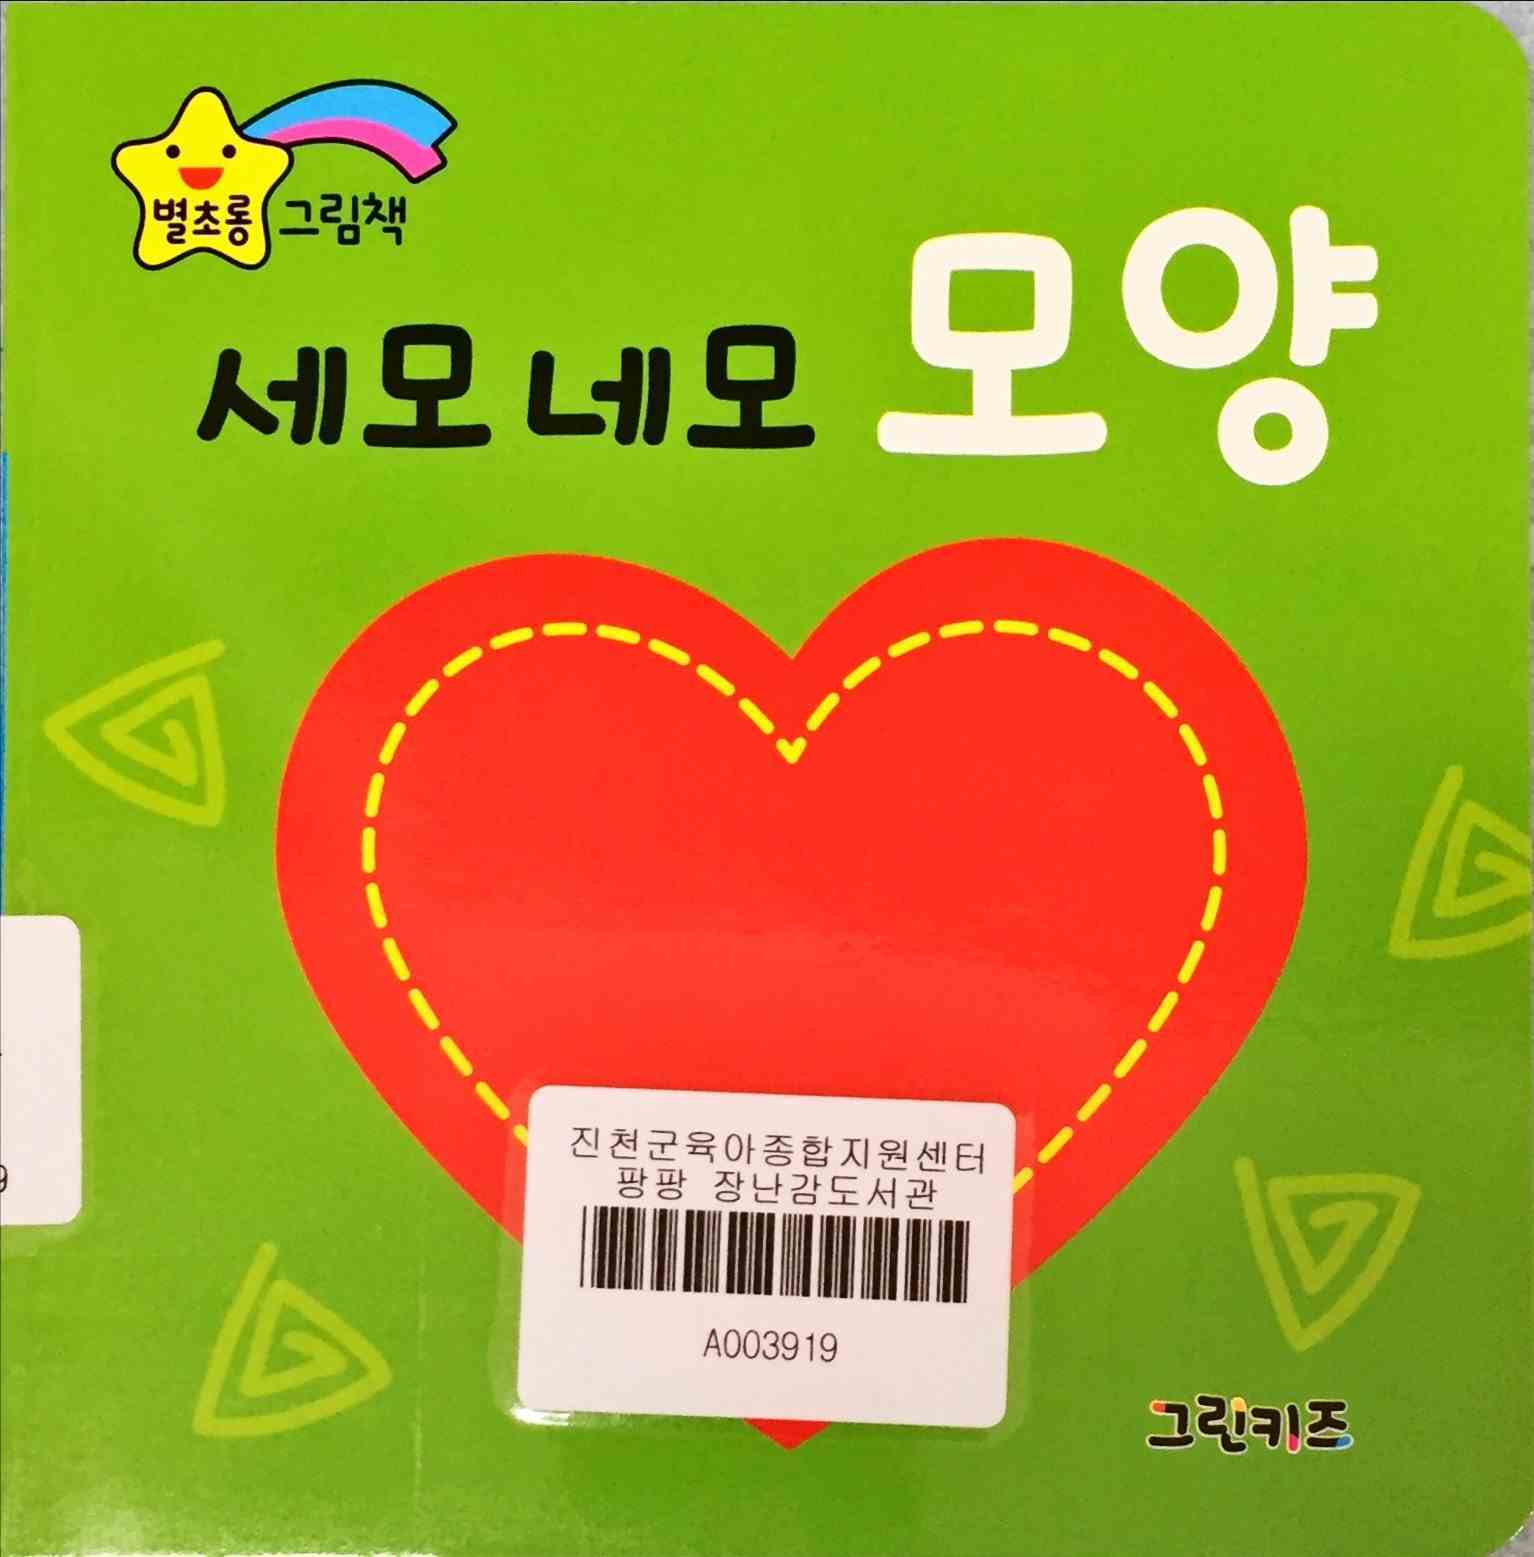 별초롱 그림책
세모네모 모양
진천군육아종합지원센터
팡팡 장난감도서관
A003919
그린키즈
9